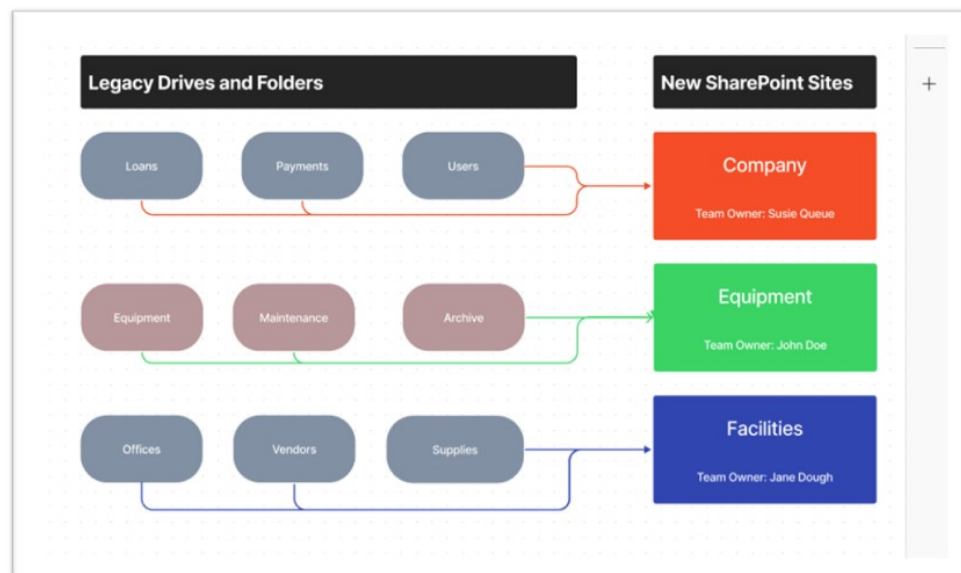 Legacy Drives and Folders
New SharePoint Sites
Loans
Payments
Users
Company
Team Owner: Susie Queue
Equipment
Maintenance
Archive
Equipment
Team Owner: John Doe
Offices
Vendors
Supplies
Facilities
Team Owner: Jane Dough